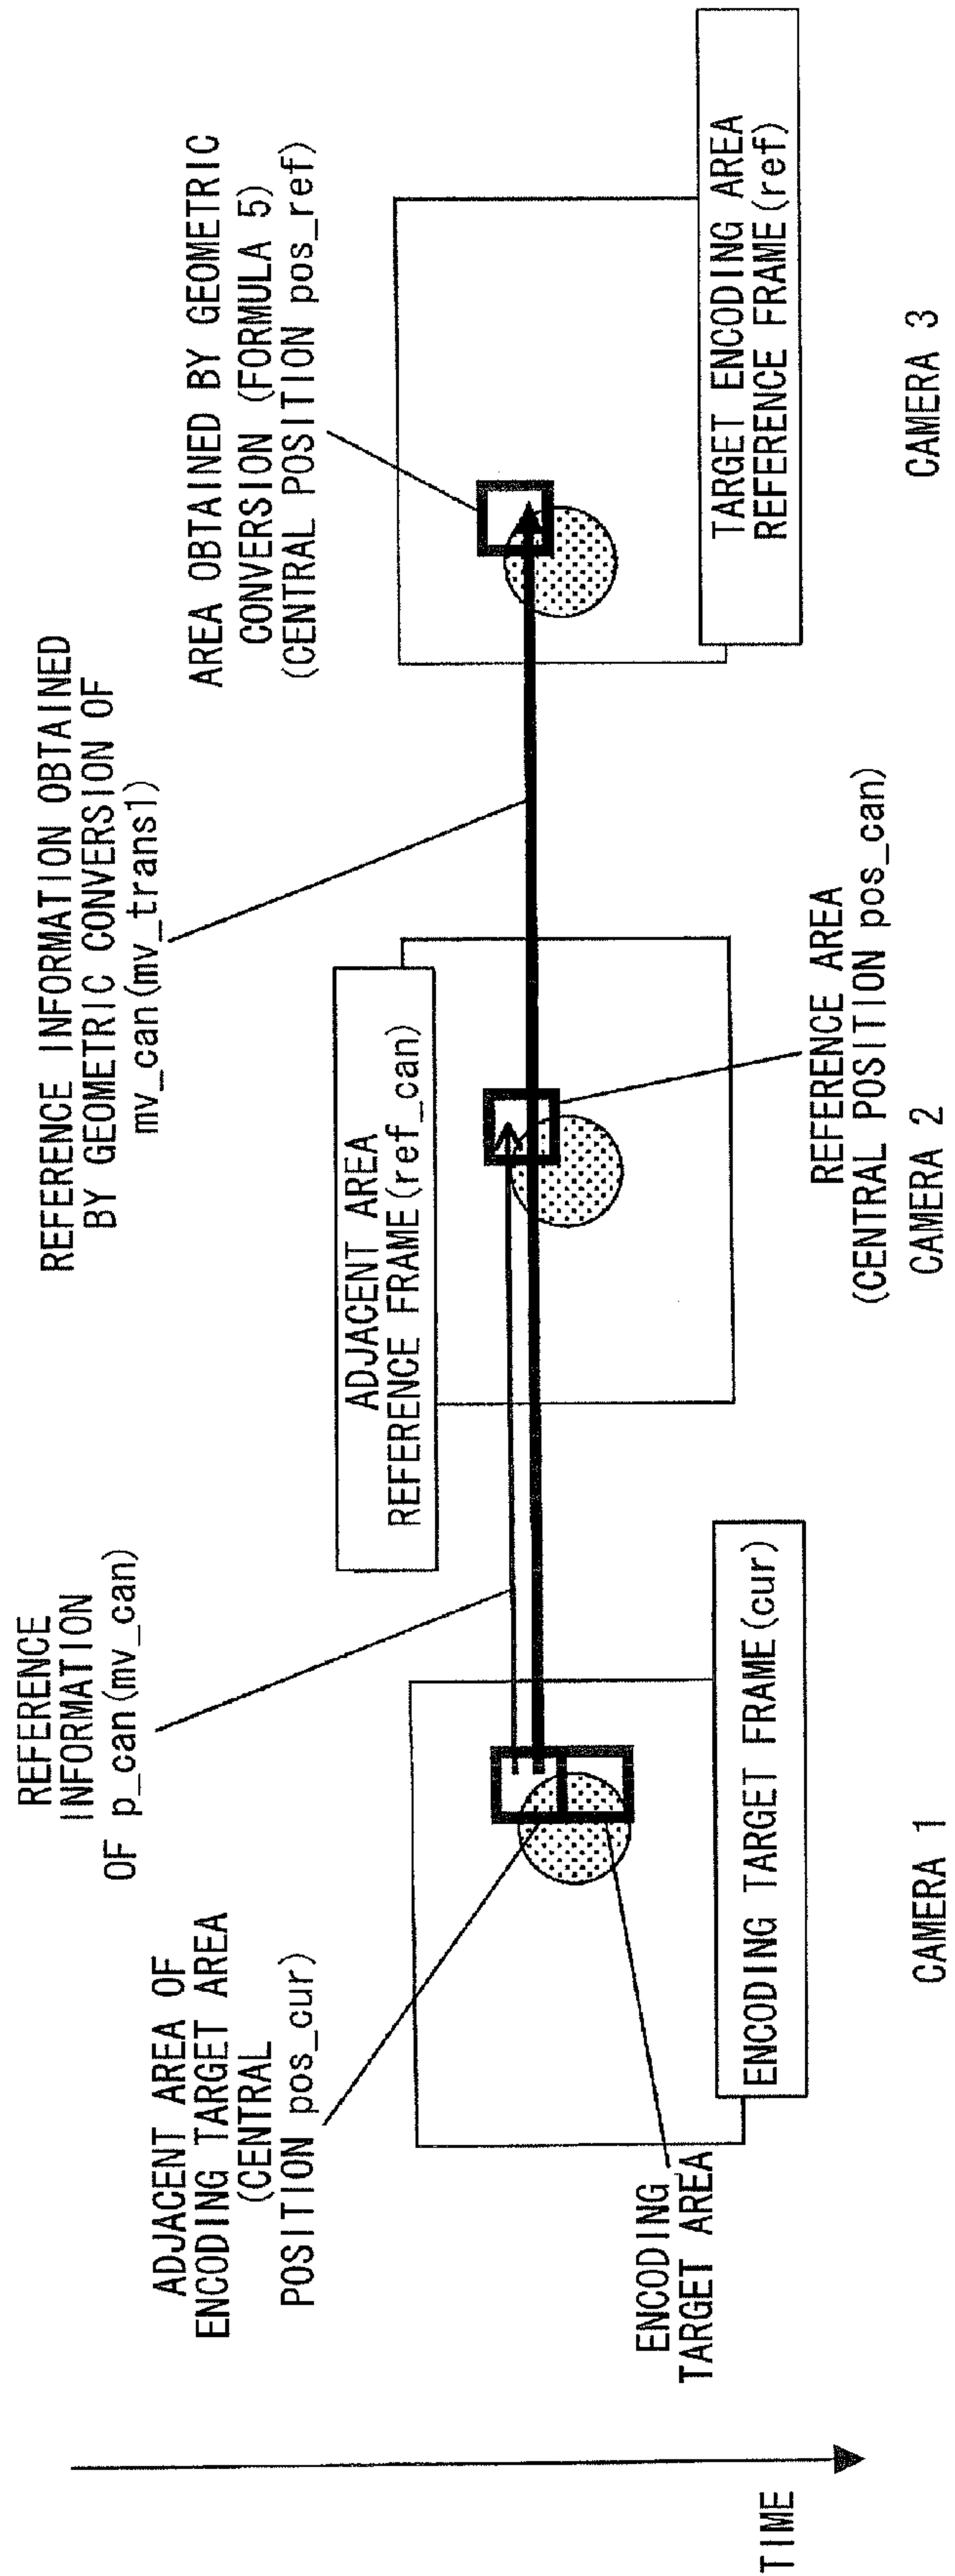 REFERENCE
INFORMATION
OF p_can(mv_can)
REFERENCE INFORMATION OBTAINED
BY GEOMETRIC CONVERSION OF
mv_can(mv_trans1)
ADJACENT AREA OF
ENCODING TARGET AREA
(CENTRAL
POSITION pos_cur)
AREA OBTAINED BY GEOMETRIC
CONVERSION (FORMULA 5)
(CENTRAL POSITION pos_ref)
ADJACENT AREA
REFERENCE FRAME(ref_can)
ENCODING
TARGET AREA
ENCODING TARGET FRAME(cur)
TARGET ENCODING AREA
REFERENCE FRAME(ref)
REFERENCE AREA
(CENTRAL POSITION pos_can)
TIME
CAMERA 1
CAMERA 2
CAMERA 3